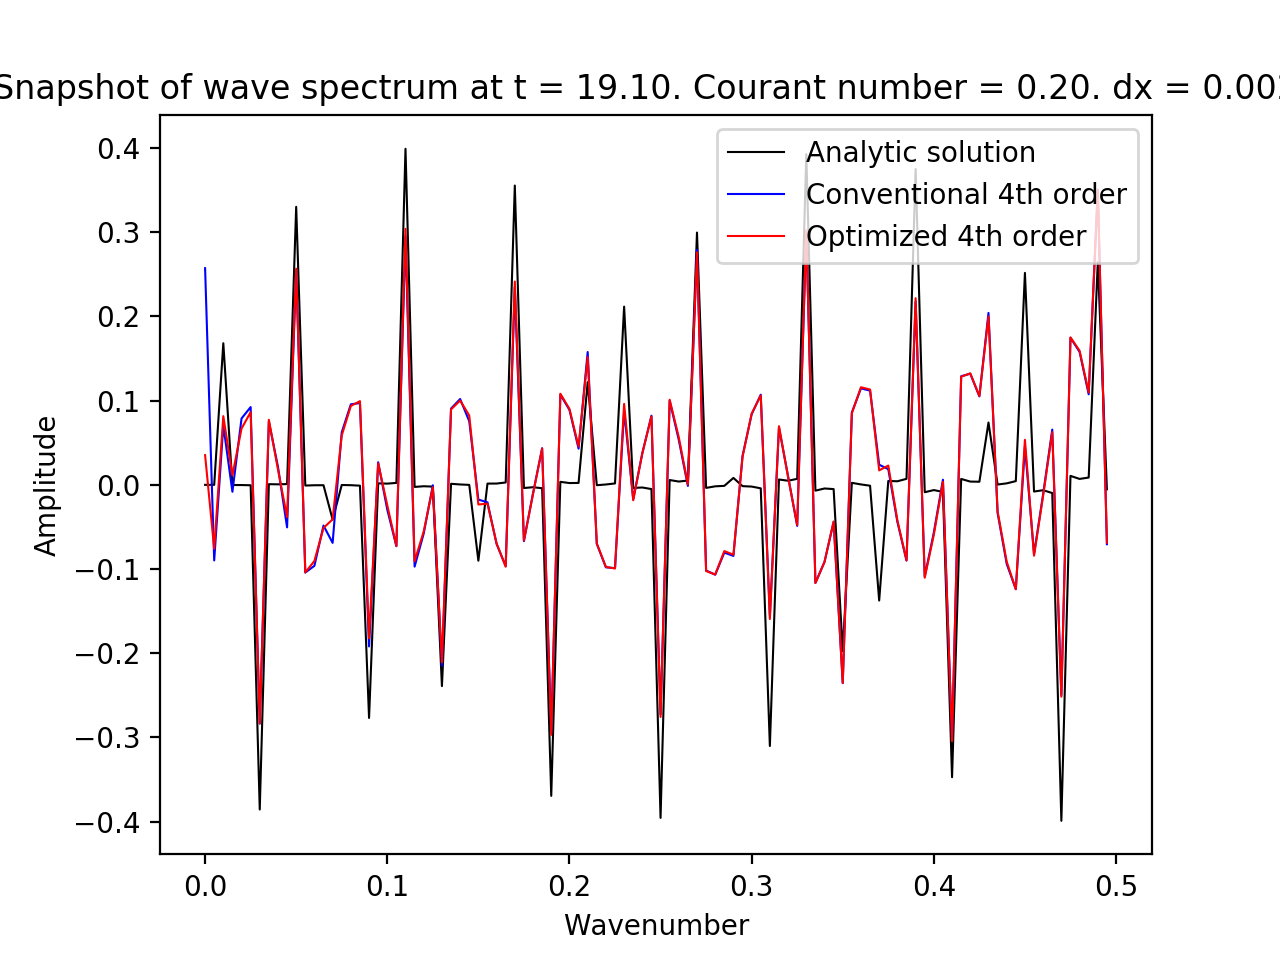 Snapshot of wave spectrum at t = 19.10. Courant number = 0.20. dx = 0.00
Analytic solution
Conventional 4th order
Optimized 4th order
Amplitude
0.4
0.3
0.2
0.1
0.0
−0.1
−0.2
−0.3
−0.4
0.0 0.1 0.2 0.3 0.4 0.5
Wavenumber